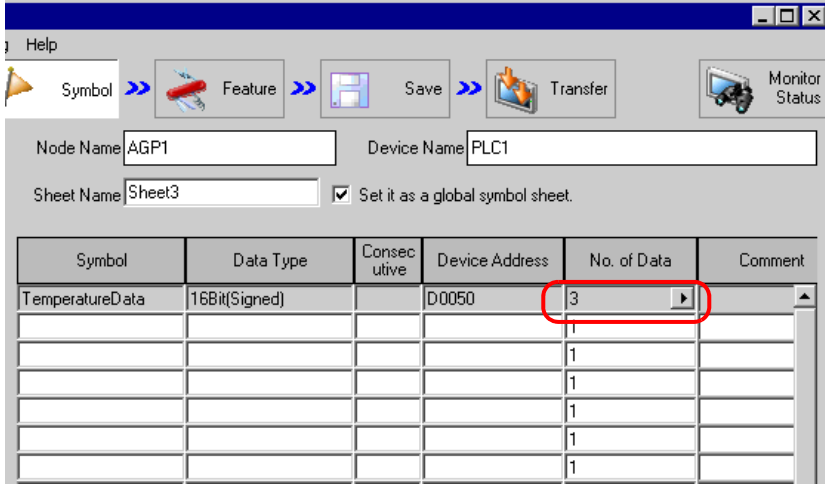 g Help
Symbol Feature Save Transfer Monitor Status
Node Name AGP1 Device Name PLC1
Sheet Name Sheet3 Set it as a global symbol sheet.
Symbol Data Type Consecutive Device Address No. of Data Comment
TemperatureData 16Bit(Signed) D0050 3
1
1
1
1
1
1